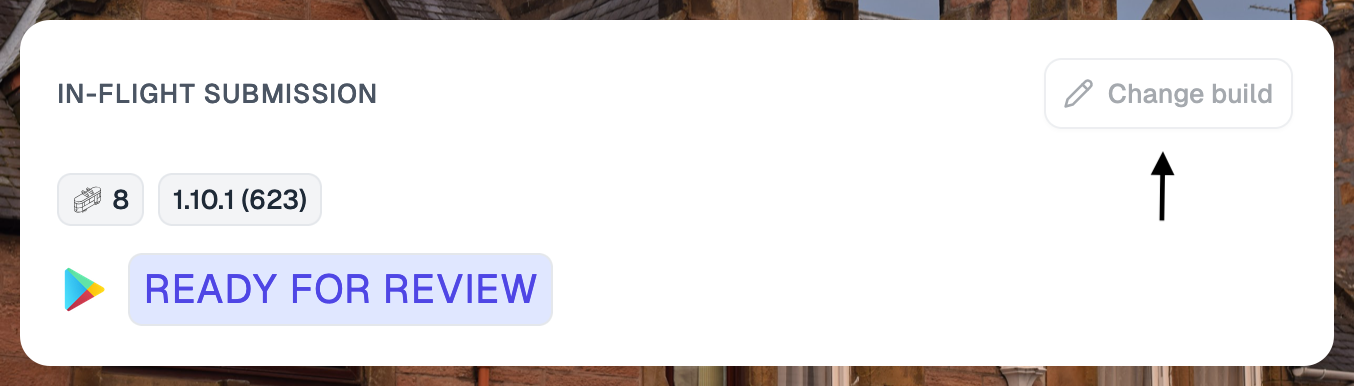 IN-FLIGHT SUBMISSION
Change build
8
1.10.1 (623)
READY FOR REVIEW